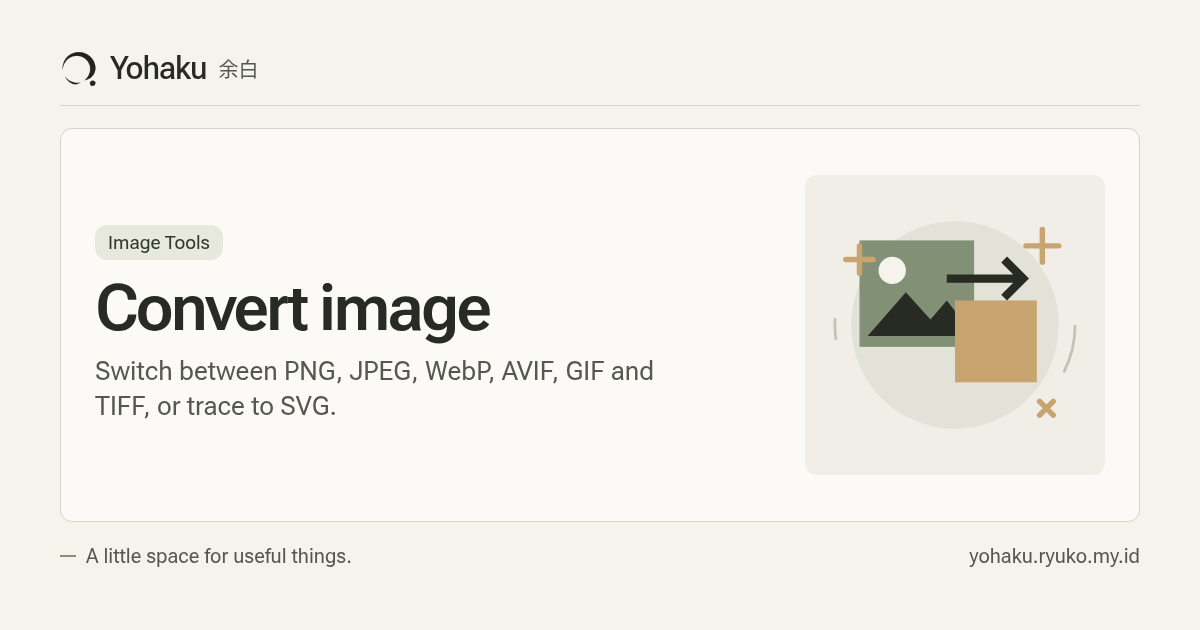 Yohaku 余白
Image Tools
Convert image
Switch between PNG, JPEG, WebP, AVIF, GIF and
TIFF, or trace to SVG.
— A little space for useful things.
yohaku.ryuko.my.id